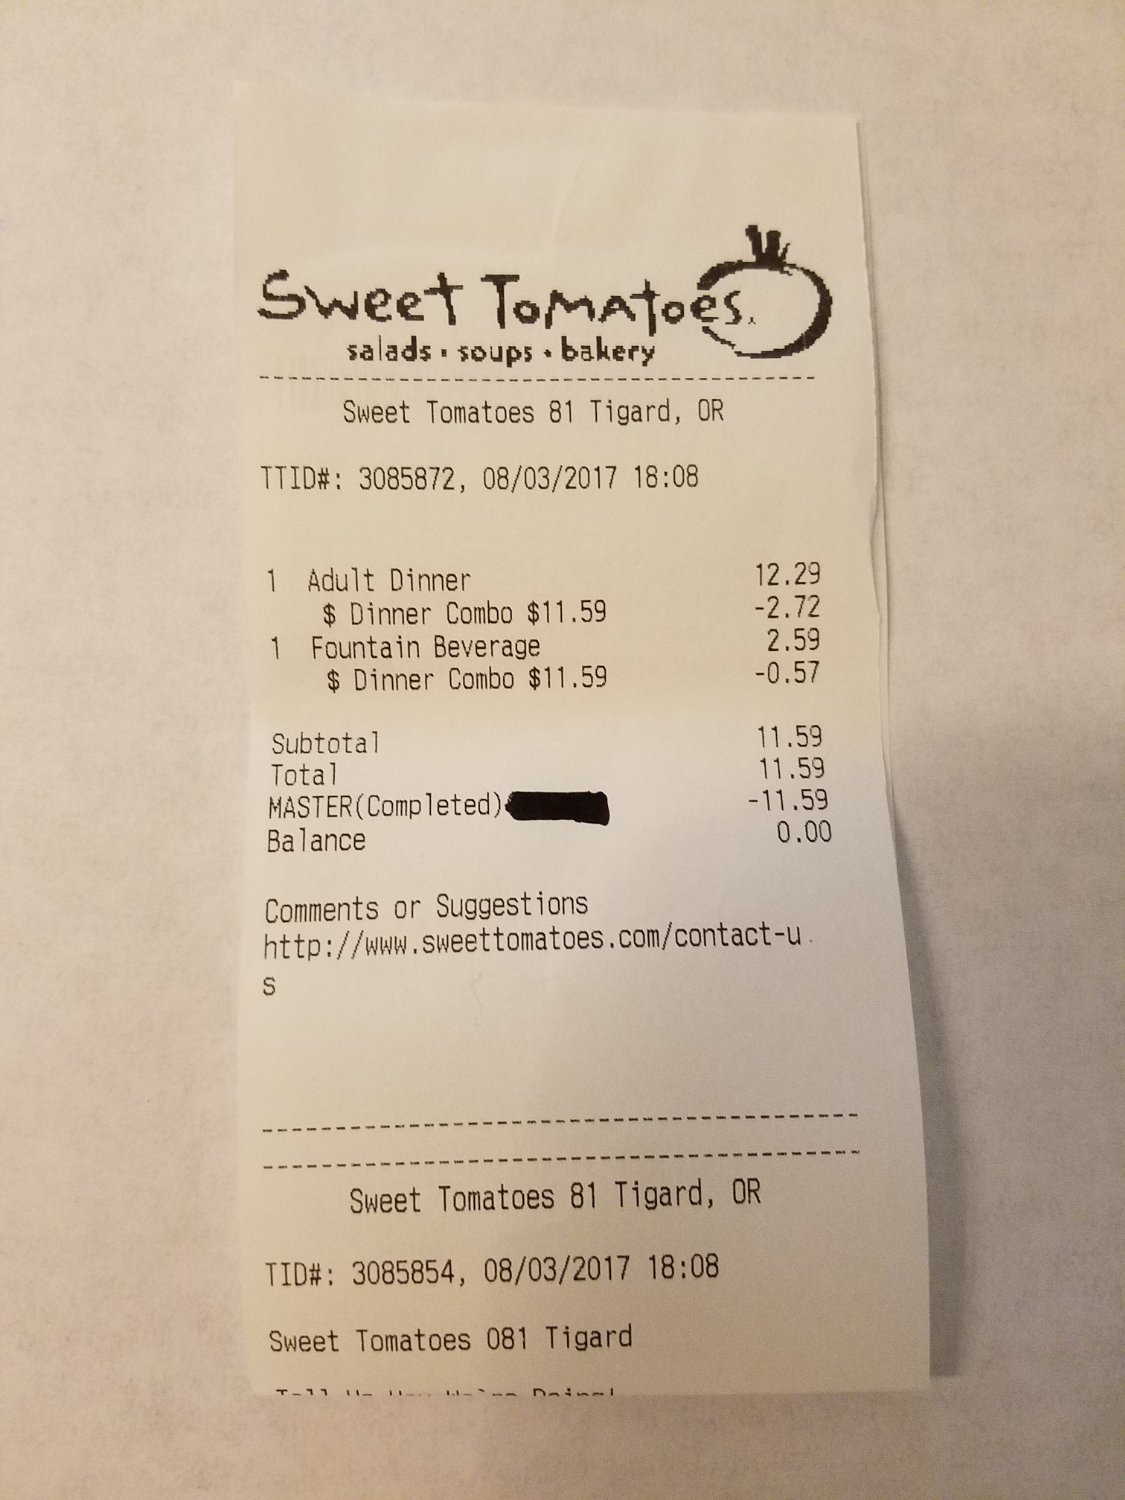 Sweet Tomatoes
salads · soups · bakery
----------------------------------------
Sweet Tomatoes 81 Tigard, OR
TTID#: 3085872, 08/03/2017 18:08
1 Adult Dinner 12.29
$ Dinner Combo $11.59 -2.72
1 Fountain Beverage 2.59
$ Dinner Combo $11.59 -0.57
Subtotal 11.59
Total 11.59
MASTER(Completed) -11.59
Balance 0.00
Comments or Suggestions
http://www.sweettomatoes.com/contact-u
s
----------------------------------------
----------------------------------------
Sweet Tomatoes 81 Tigard, OR
TID#: 3085854, 08/03/2017 18:08
Sweet Tomatoes 081 Tigard